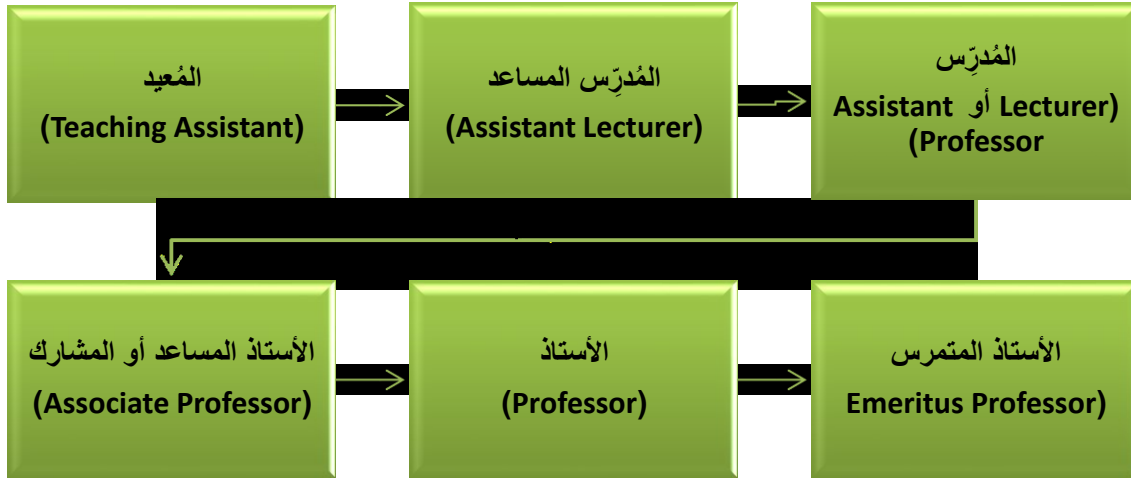 المُعيد
(Teaching Assistant)
المُدرِّس المساعد
(Assistant Lecturer)
المُدرِّس
Assistant أو Lecturer)
(Professor
الأستاذ المساعد أو المشارك
(Associate Professor)
الأستاذ
(Professor)
الأستاذ المتمرس
Emeritus Professor)